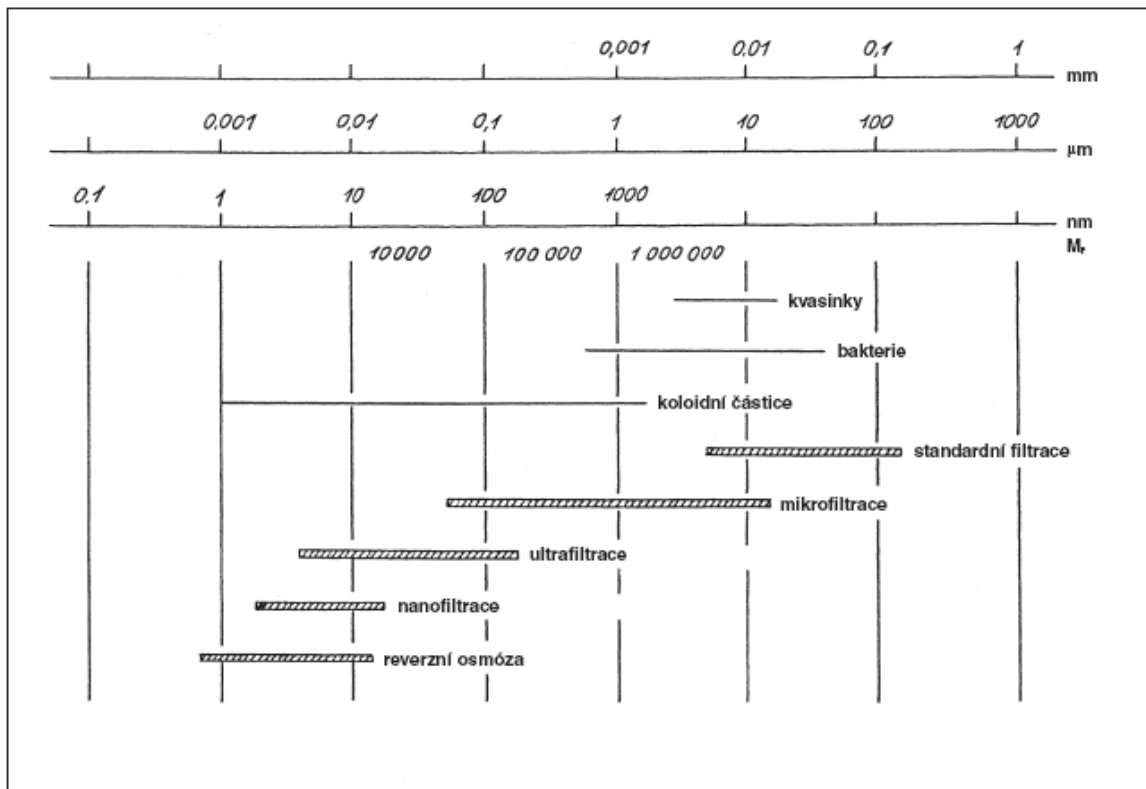 0,001 0,01 0,1 1
mm
0,001 0,01 0,1 1 10 100 1000
µm
0,1 1 10 100 1000
nm
Mr
10000 100 000 1 000 000
kvasinky
bakterie
koloidní částice
standardní filtrace
mikrofiltrace
ultrafiltrace
nanofiltrace
reverzní osmóza